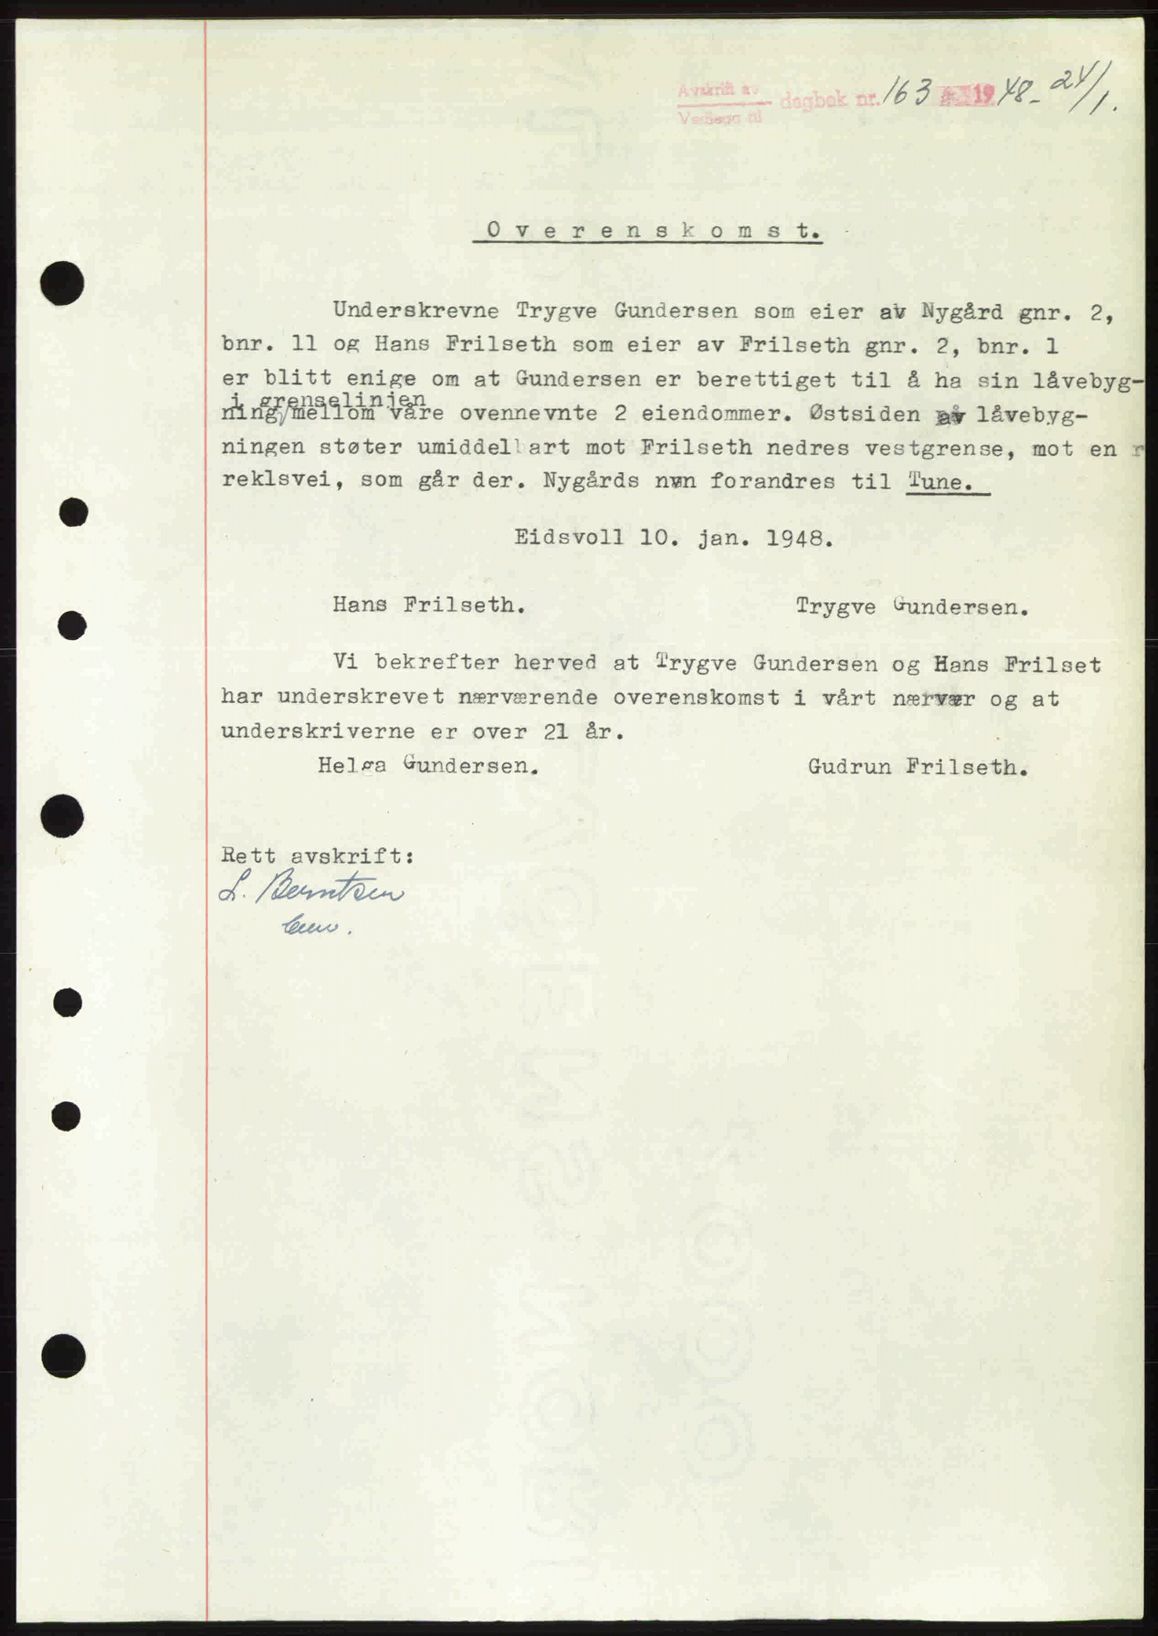 Avskrift av
Vedlegg til
dagbok nr. 163 19 48 - 24/1.
Overenskomst.
Underskrevne Trygve Gundersen som eier av Nygård gnr. 2,
bnr. 11 og Hans Frilseth som eier av Frilseth gnr. 2, bnr. 1
er blitt enige om at Gundersen er berettiget til å ha sin låvebyg-
i grenselinjen
ning/mellom våre ovennevnte 2 eiendommer. Østsiden av låvebyg-
ningen støter umiddelbart mot Frilseth nedres vestgrense, mot en r
reklsvei, som går der. Nygårds nvn forandres til Tune.
Eidsvoll 10. jan. 1948.
Hans Frilseth. Trygve Gundersen.
Vi bekrefter herved at Trygve Gundersen og Hans Frilset
har underskrevet nærværende overenskomst i vårt nærvær og at
underskriverne er over 21 år.
Helga Gundersen. Gudrun Frilseth.
Rett avskrift:
L. Berntsen